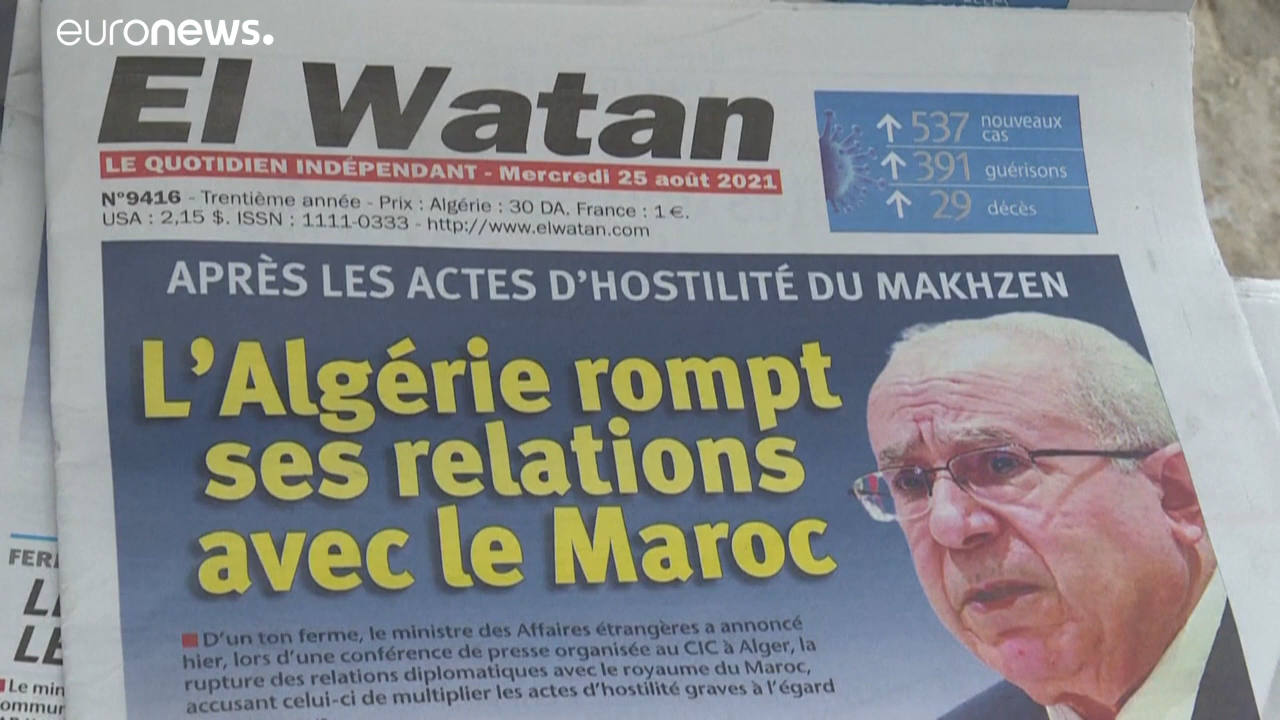 euronews.
El Watan
LE QUOTIDIEN INDÉPENDANT - Mercredi 25 août 2021
N°9416 - Trentième année - Prix : Algérie : 30 DA. France : 1 €.
USA : 2,15 $. ISSN : 1111-0333 - http://www.elwatan.com
537 nouveaux
cas
391 guérisons
29 décès
APRÈS LES ACTES D'HOSTILITÉ DU MAKHZEN
L'Algérie rompt
ses relations
avec le Maroc
D'un ton ferme, le ministre des Affaires étrangères a annoncé
hier, lors d'une conférence de presse organisée au CIC à Alger, la
rupture des relations diplomatiques avec le royaume du Maroc,
accusant celui-ci de multiplier les actes d'hostilité graves à l'égard
LE
Le min